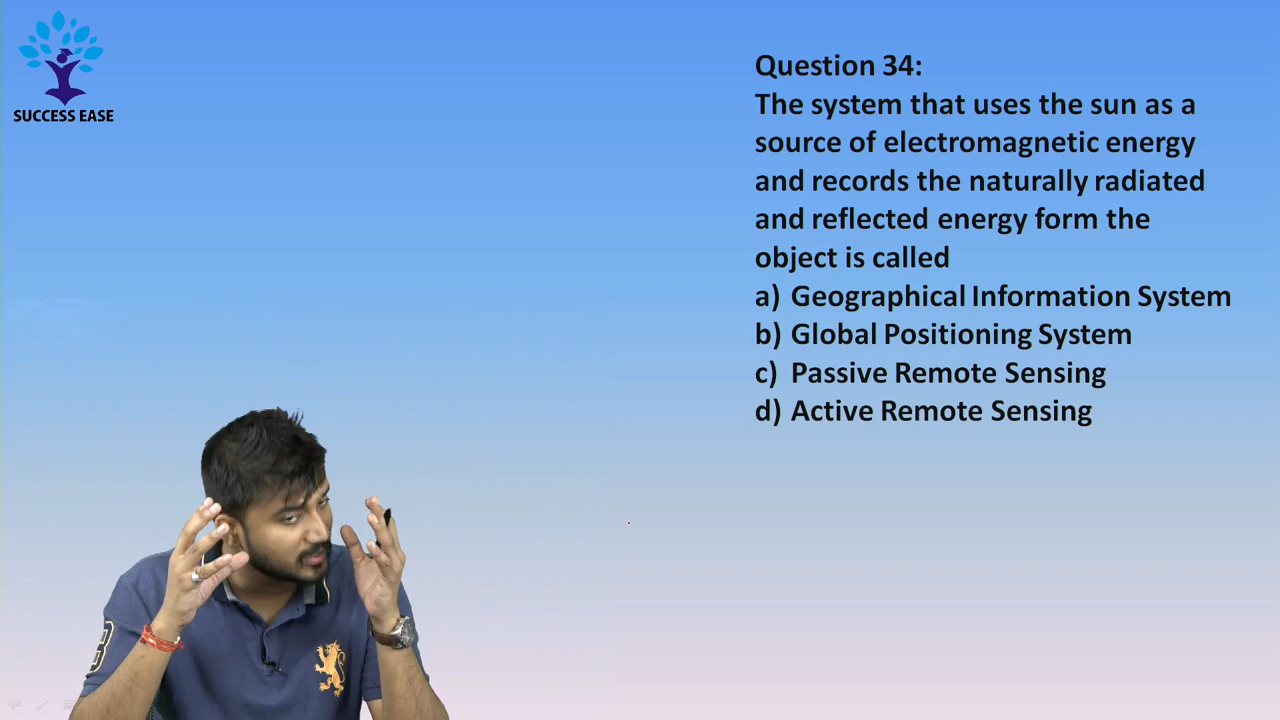 SUCCESS EASE
Question 34:
The system that uses the sun as a
source of electromagnetic energy
and records the naturally radiated
and reflected energy form the
object is called
a) Geographical Information System
b) Global Positioning System
c) Passive Remote Sensing
d) Active Remote Sensing